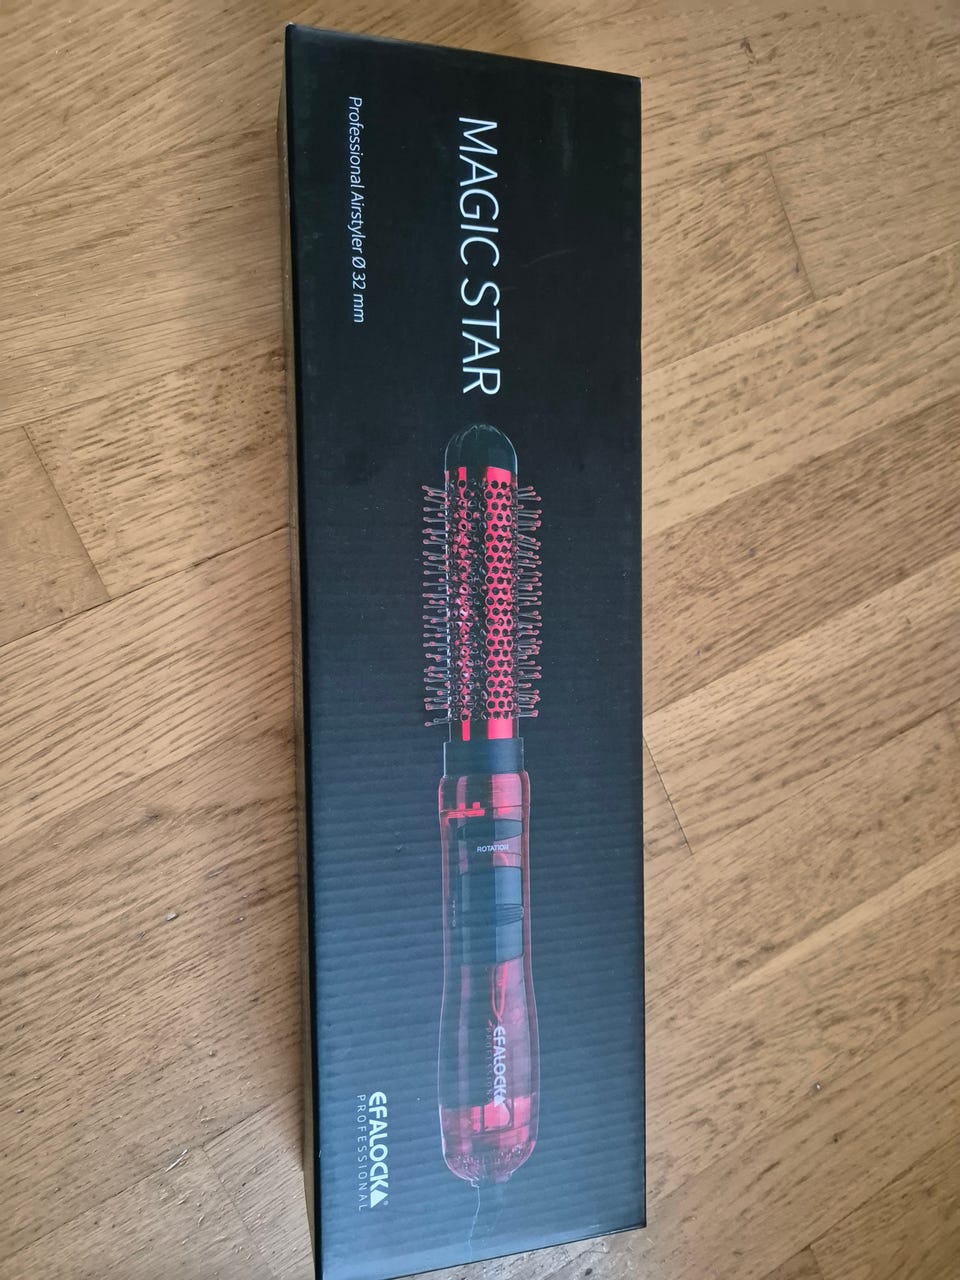 MAGIC STAR
Professional Airstyler Ø 32 mm
ROTATION
EFALOCK
PROFESSIONAL
EFALOCK®
PROFESSIONAL